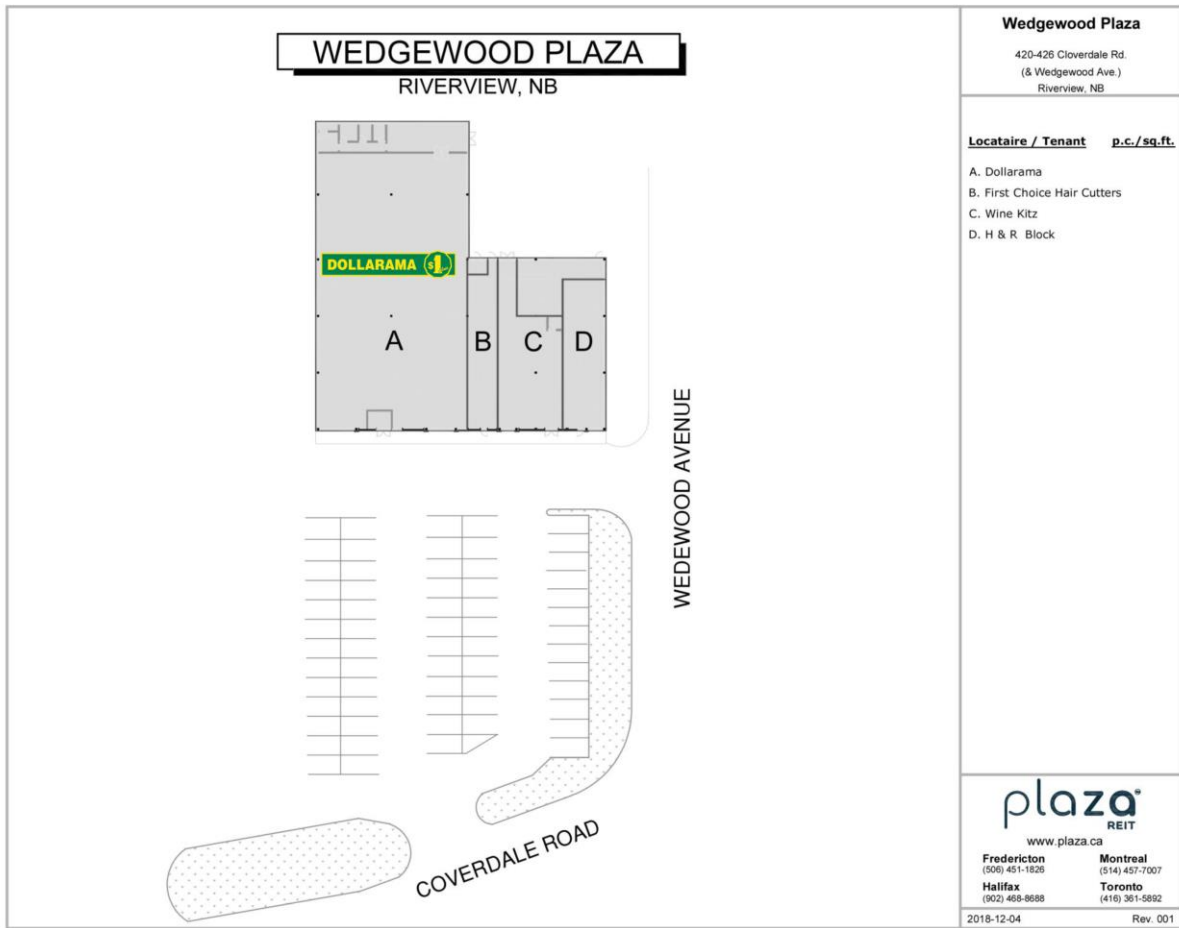 WEDGEWOOD PLAZA
RIVERVIEW, NB
DOLLARAMA $1
A
B
C
D
WEDEWOOD AVENUE
COVERDALE ROAD
Wedgewood Plaza
420-426 Cloverdale Rd.
(& Wedgewood Ave.)
Riverview, NB
Locataire / Tenant p.c./sq.ft.
A. Dollarama
B. First Choice Hair Cutters
C. Wine Kitz
D. H & R Block
plaza
REIT
www.plaza.ca
Fredericton Montreal
(506) 451-1826 (514) 457-7007
Halifax Toronto
(902) 468-8688 (416) 361-5892
2018-12-04 Rev. 001